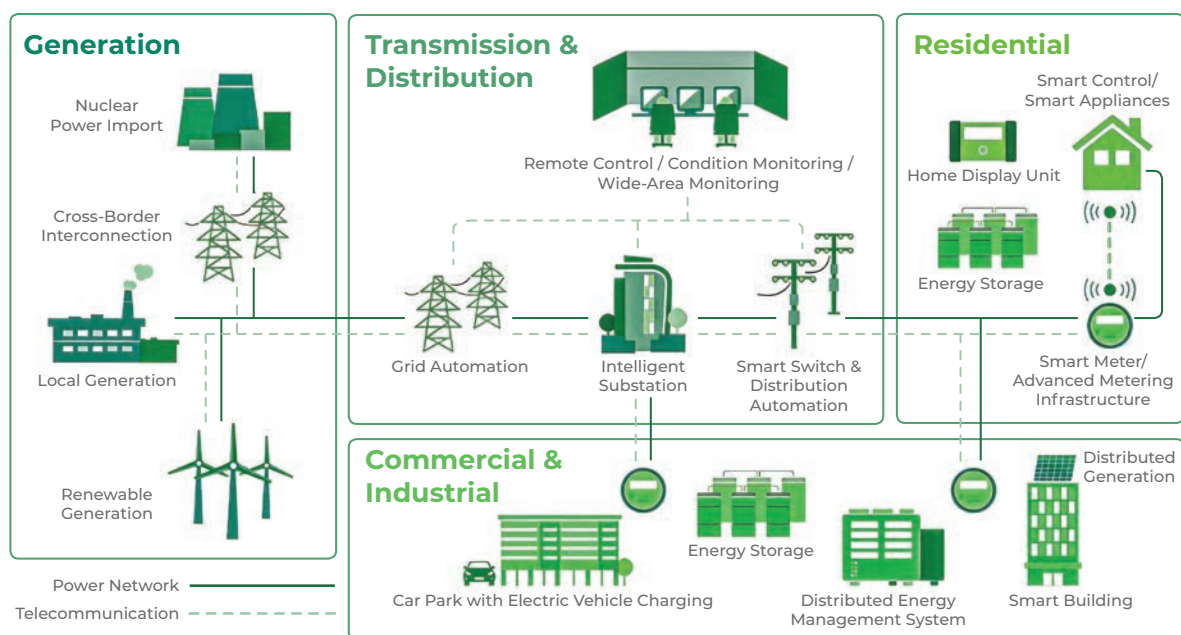 Generation
Nuclear
Power Import
Cross-Border
Interconnection
Local Generation
Renewable
Generation
Power Network
Telecommunication
Transmission &
Distribution
Remote Control / Condition Monitoring /
Wide-Area Monitoring
Grid Automation
Intelligent
Substation
Smart Switch &
Distribution
Automation
Residential
Smart Control/
Smart Appliances
Home Display Unit
Energy Storage
Smart Meter/
Advanced Metering
Infrastructure
Commercial &
Industrial
Car Park with Electric Vehicle Charging
Energy Storage
Distributed Energy
Management System
Distributed
Generation
Smart Building